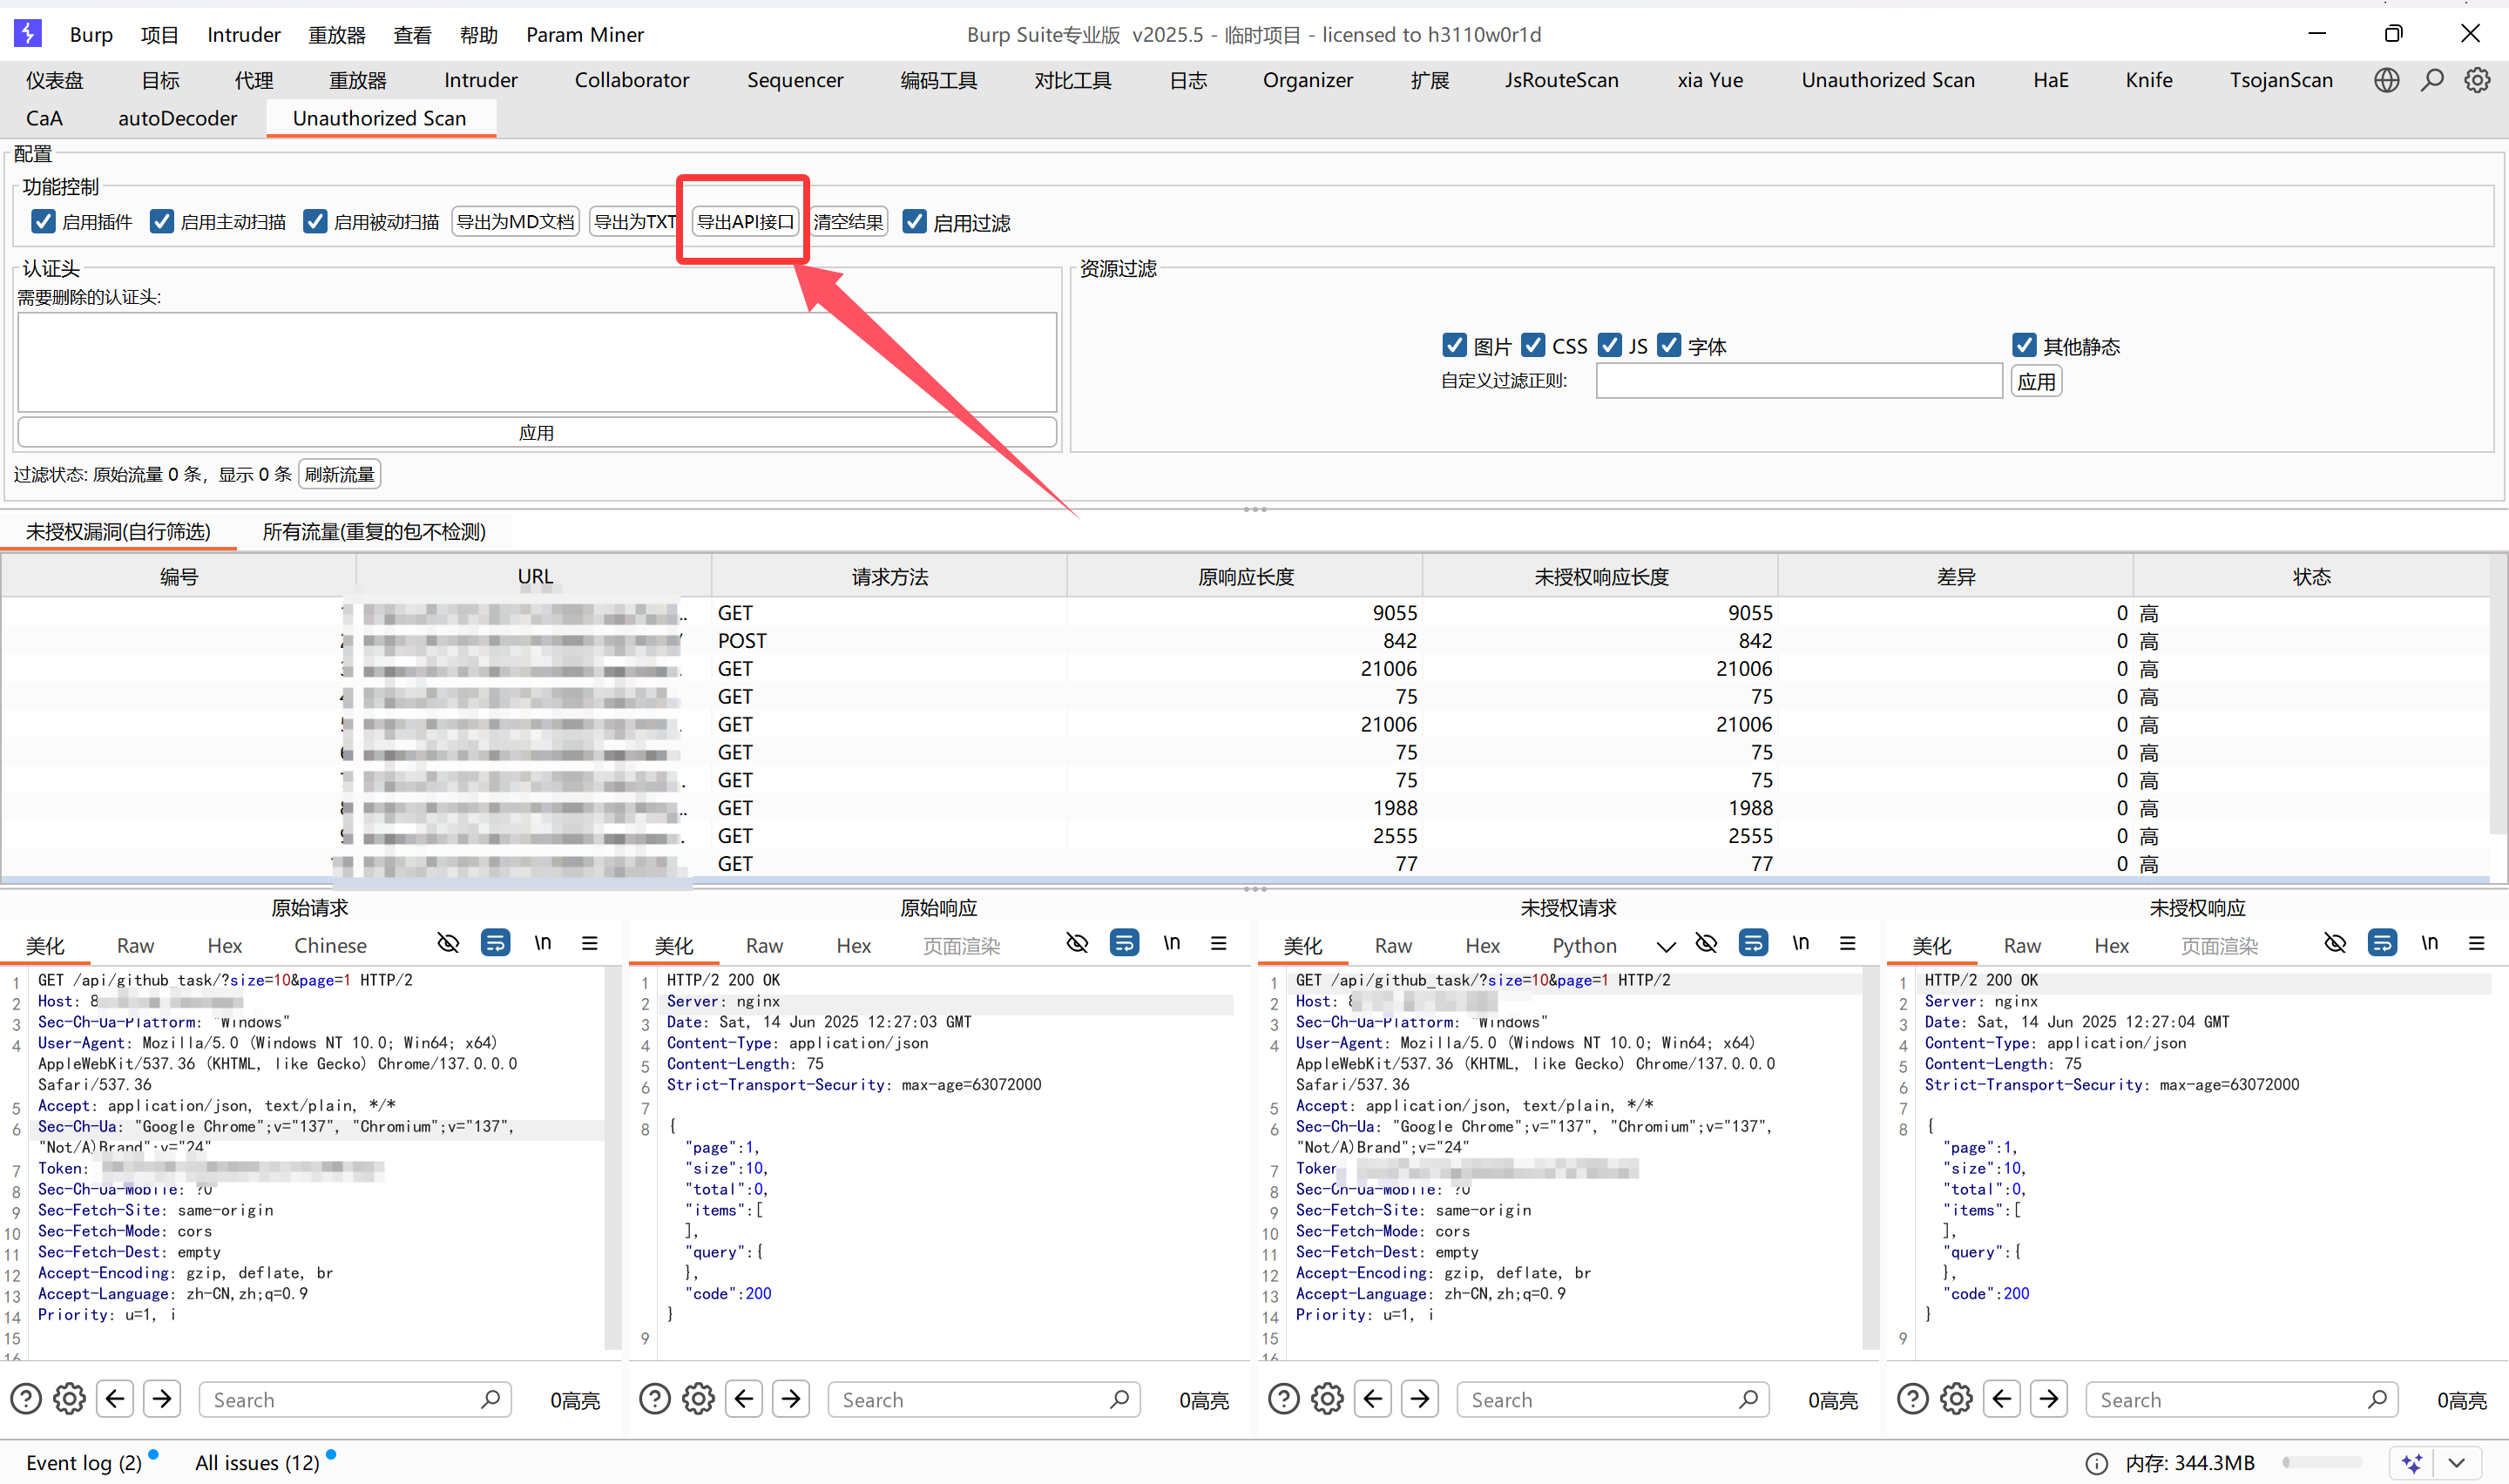 Burp 项目 Intruder 重放器 查看 帮助 Param Miner Burp Suite专业版 v2025.5 - 临时项目 - licensed to h3110w0r1d
仪表盘 目标 代理 重放器 Intruder Collaborator Sequencer 编码工具 对比工具 日志 Organizer 扩展 JsRouteScan xia Yue Unauthorized Scan HaE Knife TsojanScan
CaA autoDecoder Unauthorized Scan
配置
功能控制
启用插件 启用主动扫描 启用被动扫描 导出为MD文档 导出为TXT 导出API接口 清空结果 启用过滤
认证头 资源过滤
需要删除的认证头:
图片 CSS JS 字体 其他静态
自定义过滤正则: 应用
应用
过滤状态: 原始流量 0 条，显示 0 条 刷新流量
未授权漏洞(自行筛选) 所有流量(重复的包不检测)
编号 URL 请求方法 原响应长度 未授权响应长度 差异 状态
GET 9055 9055 0 高
POST 842 842 0 高
GET 21006 21006 0 高
GET 75 75 0 高
GET 21006 21006 0 高
GET 75 75 0 高
GET 75 75 0 高
GET 1988 1988 0 高
GET 2555 2555 0 高
GET 77 77 0 高
原始请求
美化 Raw Hex Chinese \n
1 GET /api/github_task/?size=10&page=1 HTTP/2
2 Host: 8
3 Sec-Ch-Ua-Platform: "Windows"
4 User-Agent: Mozilla/5.0 (Windows NT 10.0; Win64; x64)
AppleWebKit/537.36 (KHTML, like Gecko) Chrome/137.0.0.0
Safari/537.36
5 Accept: application/json, text/plain, */*
6 Sec-Ch-Ua: "Google Chrome";v="137", "Chromium";v="137",
"Not/A)Brand";v="24"
7 Token:
8 Sec-Ch-Ua-Mobile: ?0
9 Sec-Fetch-Site: same-origin
10 Sec-Fetch-Mode: cors
11 Sec-Fetch-Dest: empty
12 Accept-Encoding: gzip, deflate, br
13 Accept-Language: zh-CN,zh;q=0.9
14 Priority: u=1, i
15
16
Search 0高亮
原始响应
美化 Raw Hex 页面渲染 \n
1 HTTP/2 200 OK
2 Server: nginx
3 Date: Sat, 14 Jun 2025 12:27:03 GMT
4 Content-Type: application/json
5 Content-Length: 75
6 Strict-Transport-Security: max-age=63072000
7
8 {
"page":1,
"size":10,
"total":0,
"items":[
],
"query":{
},
"code":200
}
9
Search 0高亮
未授权请求
美化 Raw Hex Python \n
1 GET /api/github_task/?size=10&page=1 HTTP/2
2 Host:
3 Sec-Ch-Ua-Platform: "Windows"
4 User-Agent: Mozilla/5.0 (Windows NT 10.0; Win64; x64)
AppleWebKit/537.36 (KHTML, like Gecko) Chrome/137.0.0.0
Safari/537.36
5 Accept: application/json, text/plain, */*
6 Sec-Ch-Ua: "Google Chrome";v="137", "Chromium";v="137",
"Not/A)Brand";v="24"
7 Token
8 Sec-Ch-Ua-Mobile: ?0
9 Sec-Fetch-Site: same-origin
10 Sec-Fetch-Mode: cors
11 Sec-Fetch-Dest: empty
12 Accept-Encoding: gzip, deflate, br
13 Accept-Language: zh-CN,zh;q=0.9
14 Priority: u=1, i
15
16
Search 0高亮
未授权响应
美化 Raw Hex 页面渲染 \n
1 HTTP/2 200 OK
2 Server: nginx
3 Date: Sat, 14 Jun 2025 12:27:04 GMT
4 Content-Type: application/json
5 Content-Length: 75
6 Strict-Transport-Security: max-age=63072000
7
8 {
"page":1,
"size":10,
"total":0,
"items":[
],
"query":{
},
"code":200
}
9
Search 0高亮
Event log (2) All issues (12) 内存: 344.3MB